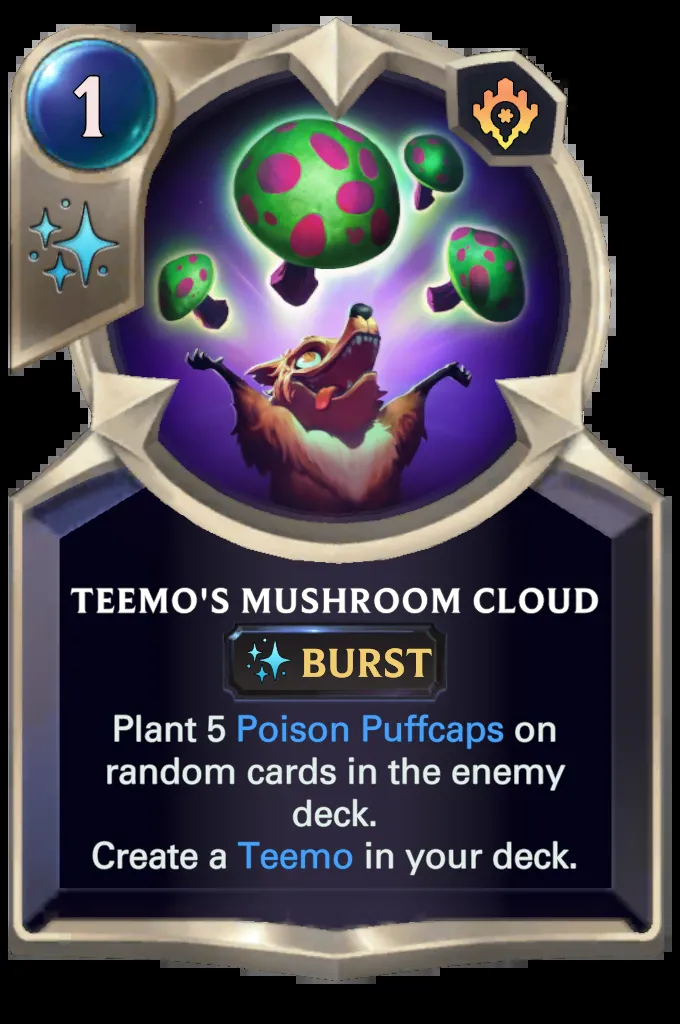 1
TEEMO'S MUSHROOM CLOUD
BURST
Plant 5 Poison Puffcaps on
random cards in the enemy
deck.
Create a Teemo in your deck.